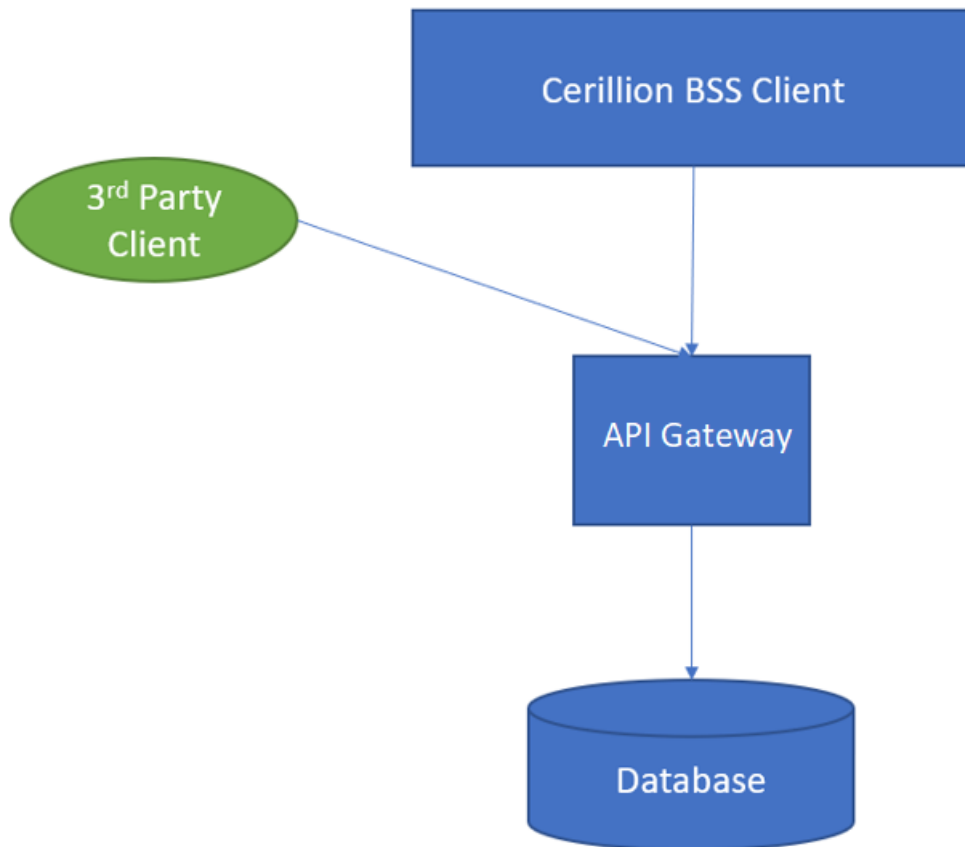 Cerillion BSS Client
3rd Party
Client
API Gateway
Database